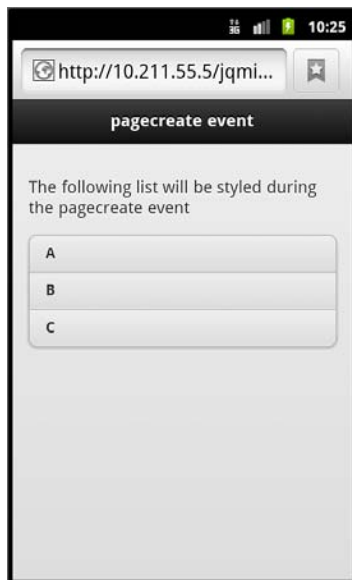 3G 10:25
http://10.211.55.5/jqmi...
pagecreate event
The following list will be styled during
the pagecreate event
A
B
C